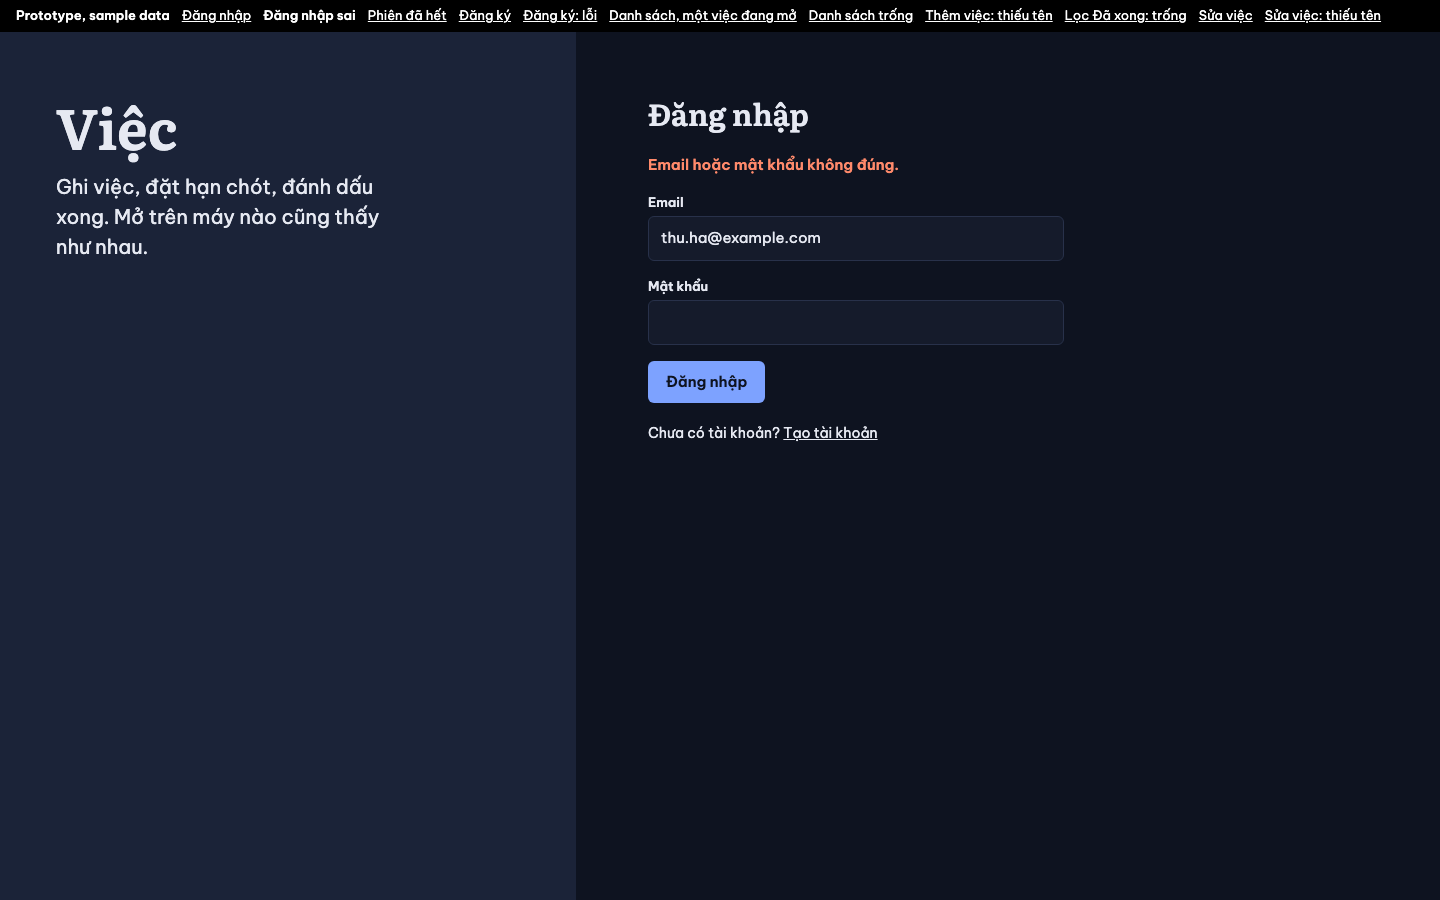 Prototype, sample data Đăng nhập Đăng nhập sai Phiên đã hết Đăng ký Đăng ký: lỗi Danh sách, một việc đang mở Danh sách trống Thêm việc: thiếu tên Lọc Đã xong: trống Sửa việc Sửa việc: thiếu tên
Việc
Ghi việc, đặt hạn chót, đánh dấu
xong. Mở trên máy nào cũng thấy
như nhau.
Đăng nhập
Email hoặc mật khẩu không đúng.
Email
thu.ha@example.com
Mật khẩu
Đăng nhập
Chưa có tài khoản? Tạo tài khoản